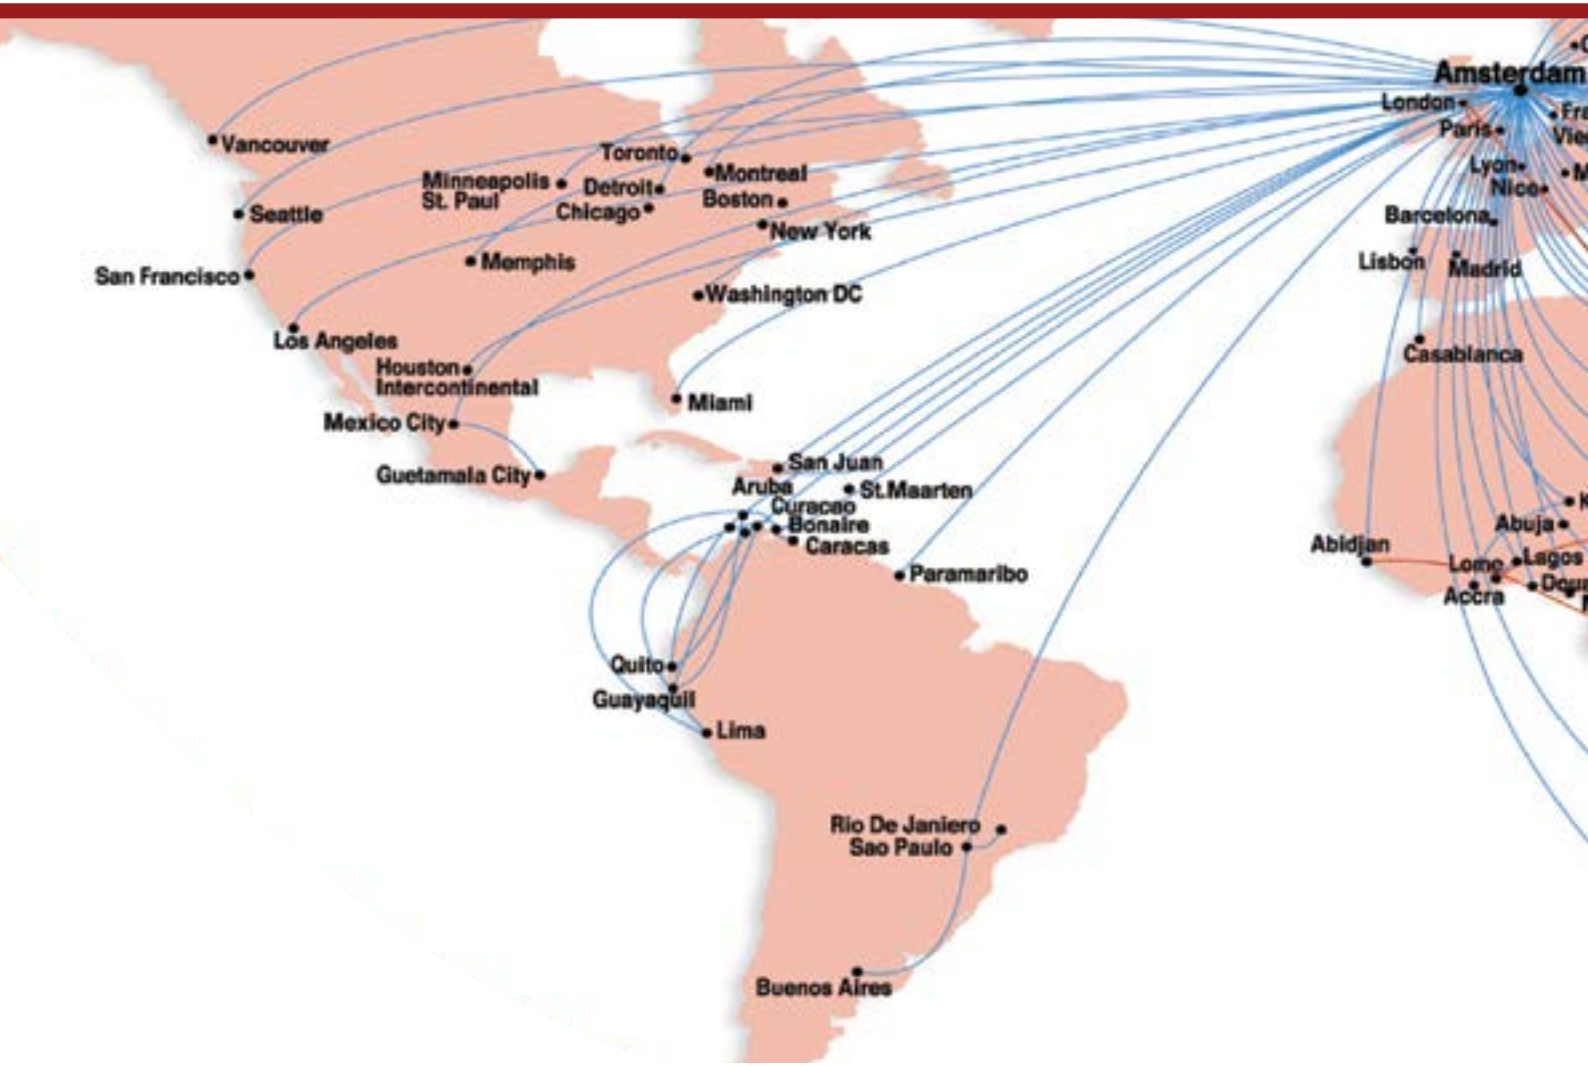 Amsterdam
London
Paris
Lyon
Nice
Barcelona
Lisbon
Madrid
Casablanca
Vancouver
Toronto
Montreal
Minneapolis
St. Paul
Detroit
Chicago
Boston
Seattle
New York
San Francisco
Memphis
Washington DC
Los Angeles
Houston
Intercontinental
Miami
Mexico City
Guetamala City
San Juan
Aruba
St.Maarten
Curacao
Bonaire
Caracas
Paramaribo
Abuja
Abidjan
Lome
Lagos
Accra
Quito
Guayaquil
Lima
Rio De Janiero
Sao Paulo
Buenos Aires